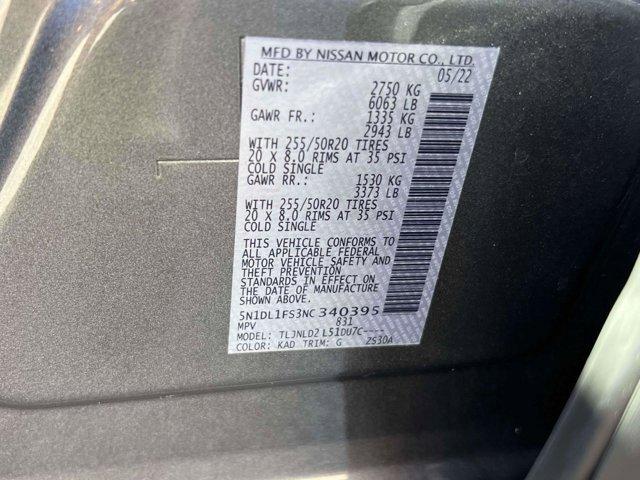 MFD BY NISSAN MOTOR CO., LTD.
DATE: 05/22
GVWR: 2750 KG
6063 LB
GAWR FR.: 1335 KG
2943 LB
WITH 255/50R20 TIRES
20 X 8.0 RIMS AT 35 PSI
COLD SINGLE
GAWR RR.: 1530 KG
3373 LB
WITH 255/50R20 TIRES
20 X 8.0 RIMS AT 35 PSI
COLD SINGLE
THIS VEHICLE CONFORMS TO
ALL APPLICABLE FEDERAL
MOTOR VEHICLE SAFETY AND
THEFT PREVENTION
STANDARDS IN EFFECT ON
THE DATE OF MANUFACTURE
SHOWN ABOVE.
5N1DL1FS3NC340395
MPV 831
MODEL: TLJNLD2 L51DU7C----
COLOR: KAD TRIM: G ZS30A